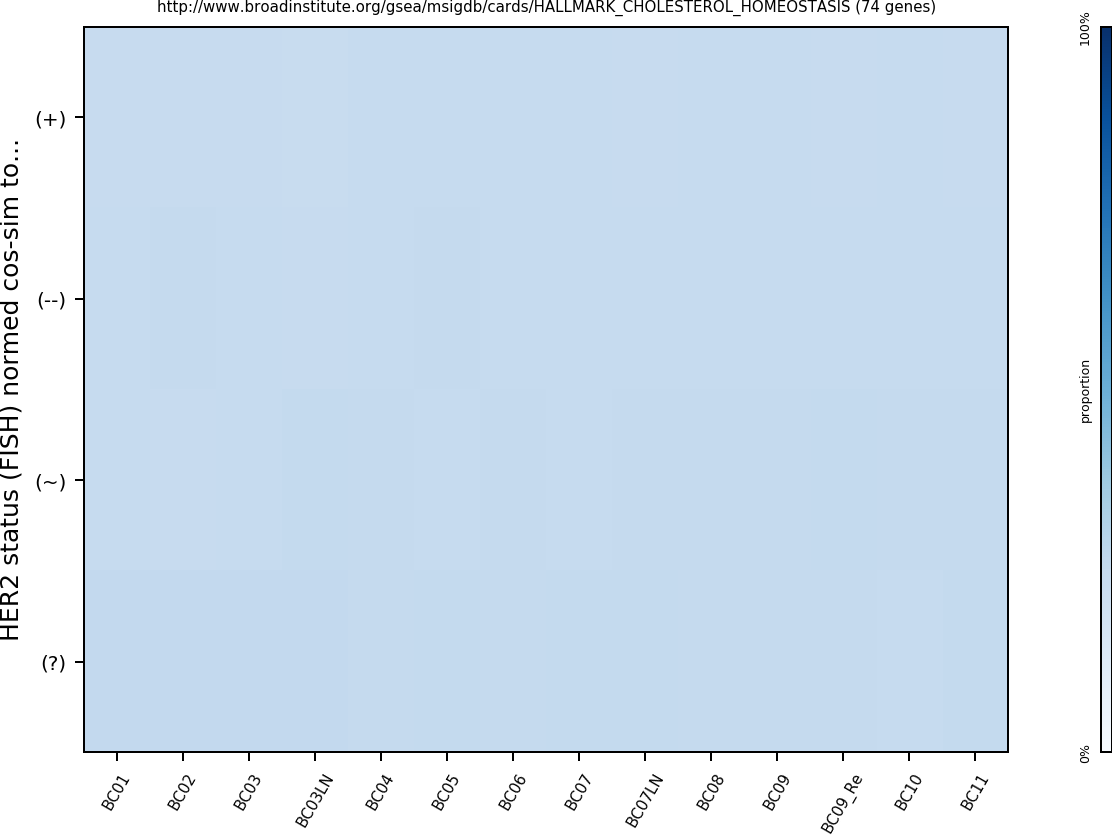 http://www.broadinstitute.org/gsea/msigdb/cards/HALLMARK_CHOLESTEROL_HOMEOSTASIS (74 genes)
HER2 status (FISH) normed cos-sim to...
(+)
(--)
(~)
(?)
BC01
BC02
BC03
BC03LN
BC04
BC05
BC06
BC07
BC07LN
BC08
BC09
BC09_Re
BC10
BC11
100%
proportion
0%